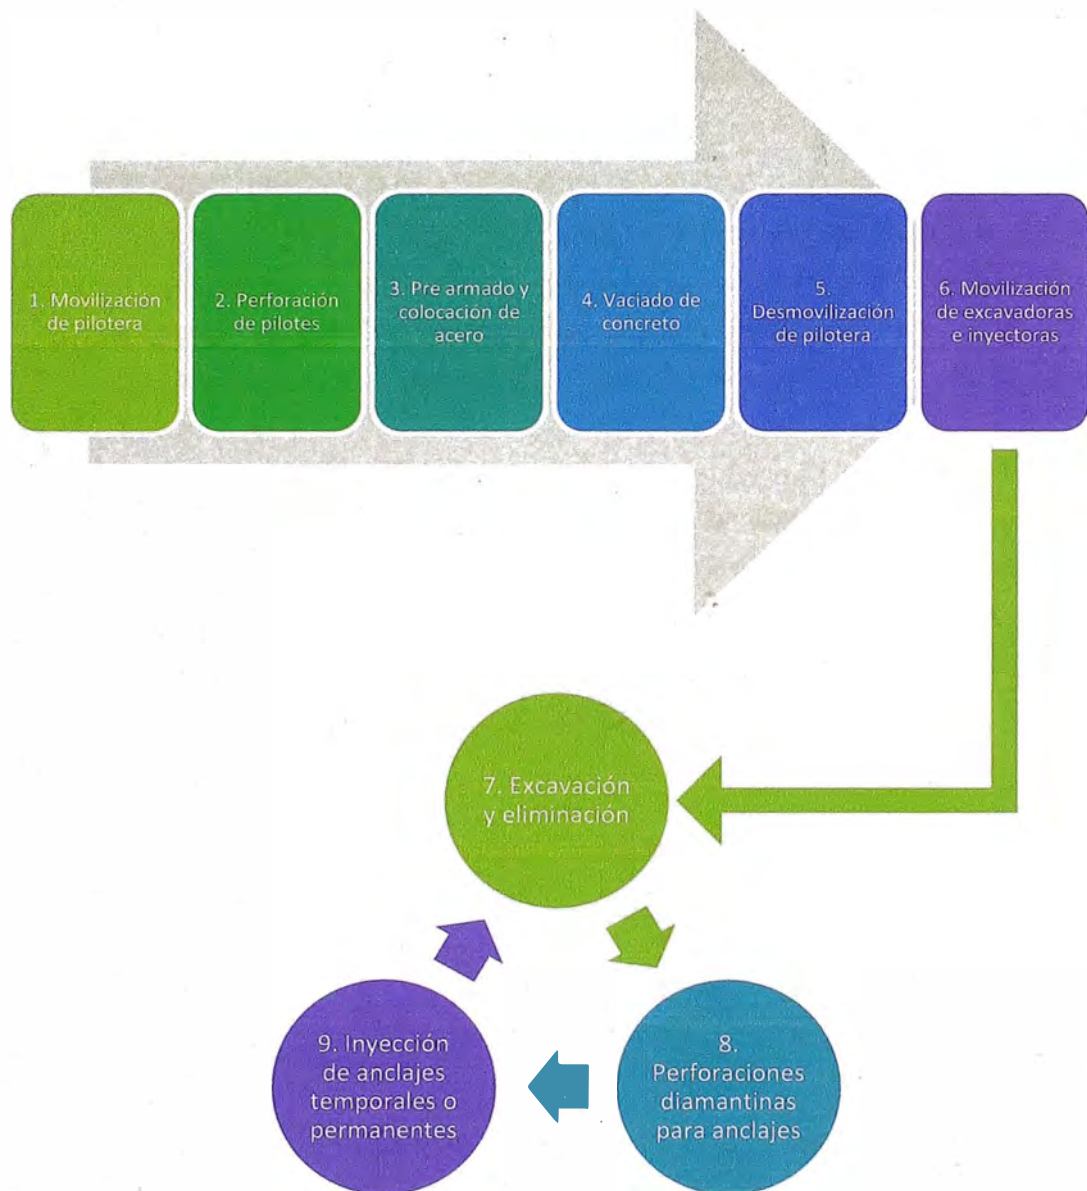 1. Movilización
de pilotera
2. Perforación
de pilotes
3. Pre armado y
colocación de
acero
4. Vaciado de
concreto
5.
Desmovilización
de pilotera
6. Movilización
de excavadoras
e inyectoras
7. Excavación
y eliminación
8.
Perforaciones
diamantinas
para anclajes
9. Inyección
de anclajes
temporales o
permanentes